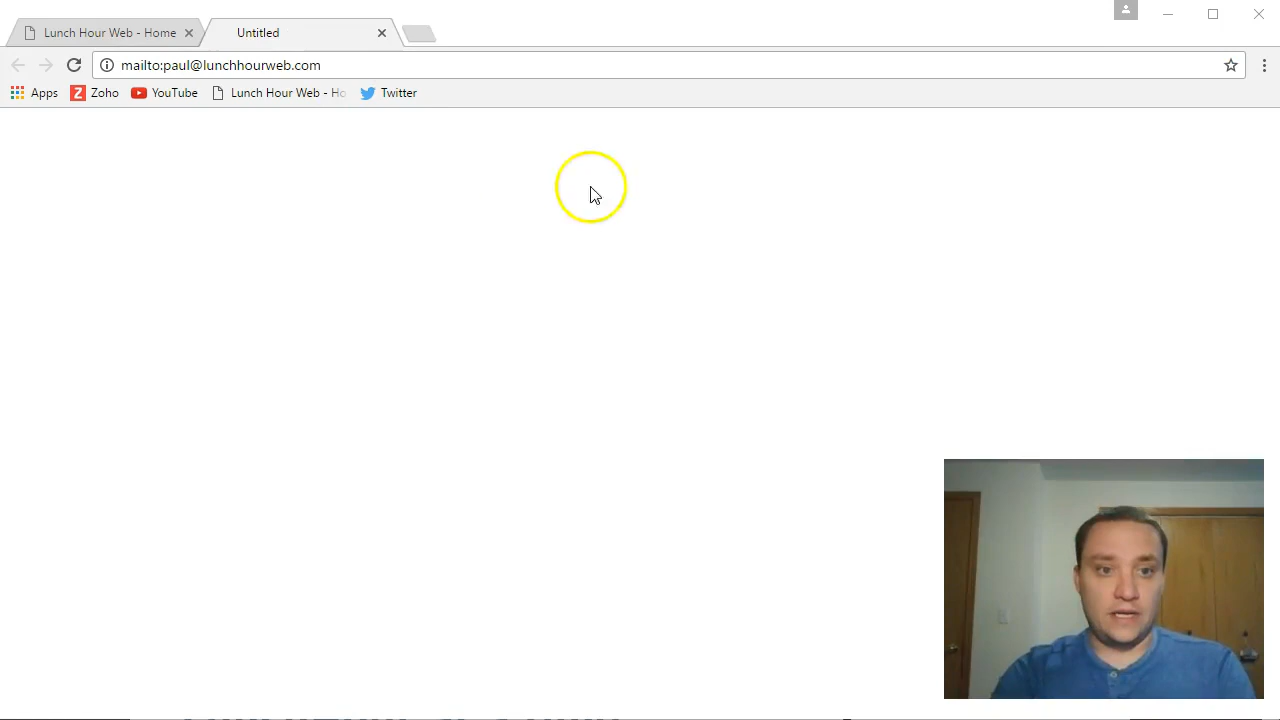 Lunch Hour Web - Home
Untitled
mailto:paul@lunchhourweb.com
Apps Zoho YouTube Lunch Hour Web - Ho Twitter